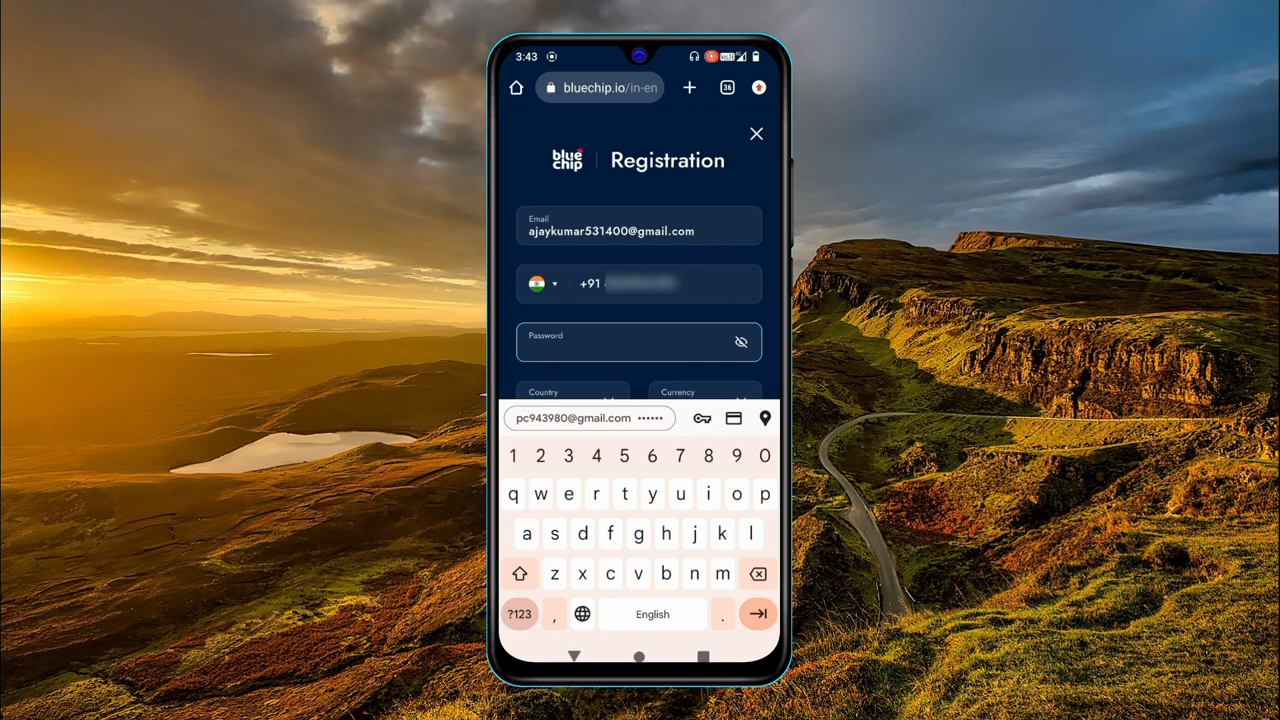 3:43
bluechip.io/in-en
36
blue chip
Registration
Email
ajaykumar531400@gmail.com
+91
Password
Country
Currency
pc943980@gmail.com ••••••
1 2 3 4 5 6 7 8 9 0
q w e r t y u i o p
a s d f g h j k l
z x c v b n m
?123 , English .